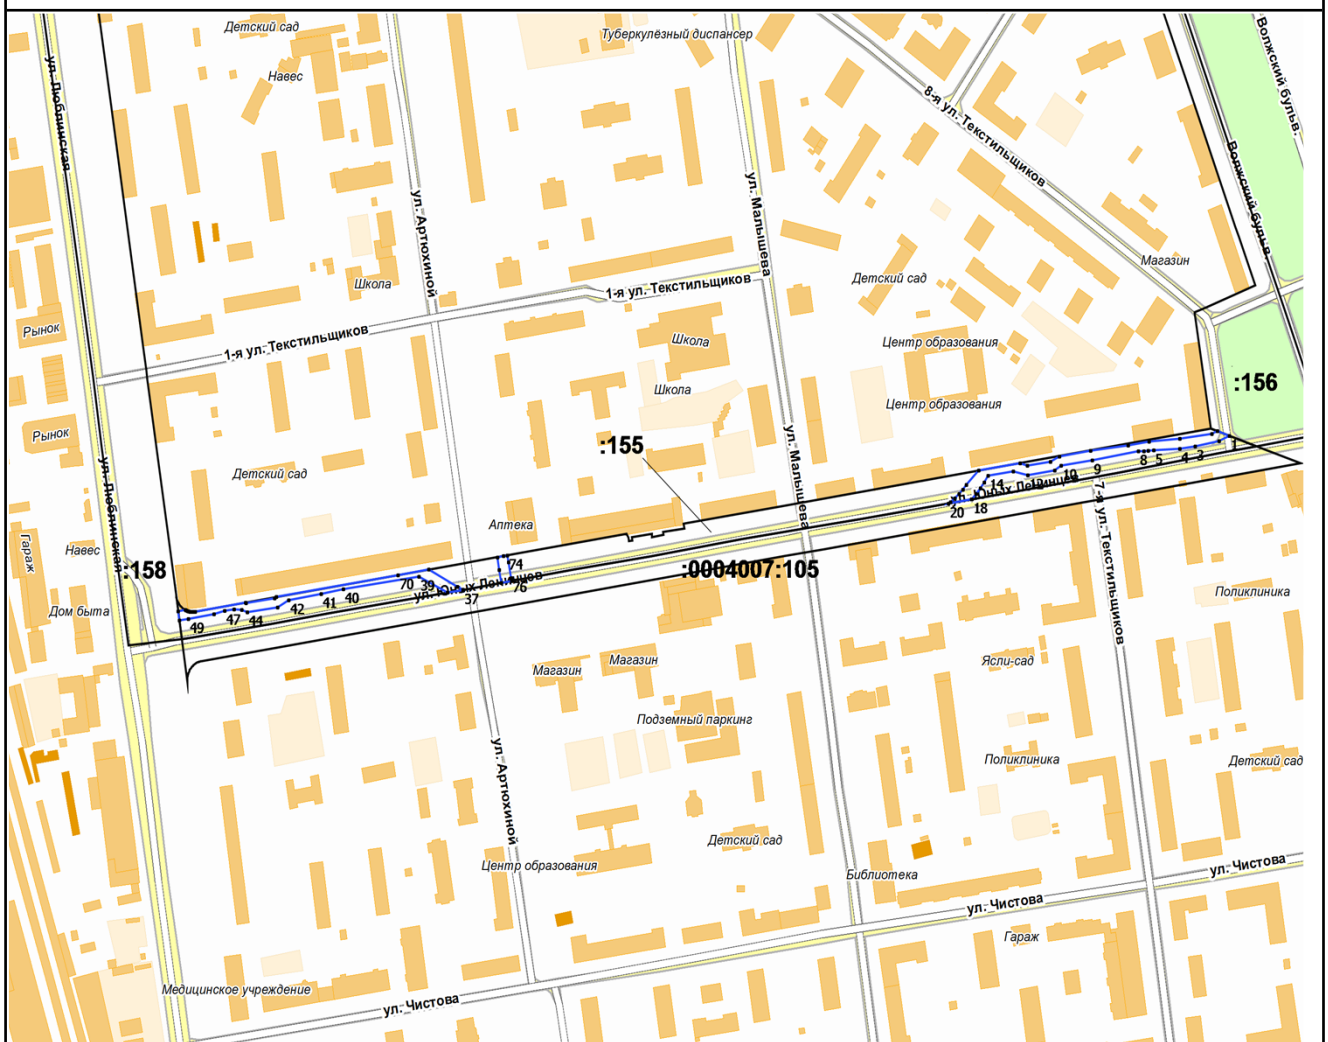 Детский сад
Туберкулёзный диспансер
Волжский бульв.
Навес
ул. Люблинская
8-я ул. Текстильщиков
Волжский бульв.
ул. Артюхиной
ул. Малышева
Магазин
Школа
Детский сад
1-я ул. Текстильщиков
Рынок
1-я ул. Текстильщиков
Школа
Центр образования
:156
Школа
Центр образования
Рынок
:155
ул. Малышева
1
3
4
5
8
9
10
12
14
18
20
ул. Юных Ленинцев
7-я ул. Текстильщиков
Детский сад
ул. Люблинская
Аптека
Гараж
Навес
:158
74
76
:0004007:105
70
39
37
ул. Юных Ленинцев
40
41
42
44
47
49
Дом быта
Поликлиника
Магазин
Магазин
Ясли-сад
Подземный паркинг
ул. Артюхиной
Поликлиника
Детский сад
Детский сад
Центр образования
Библиотека
ул. Чистова
ул. Чистова
Гараж
Медицинское учреждение
ул. Чистова